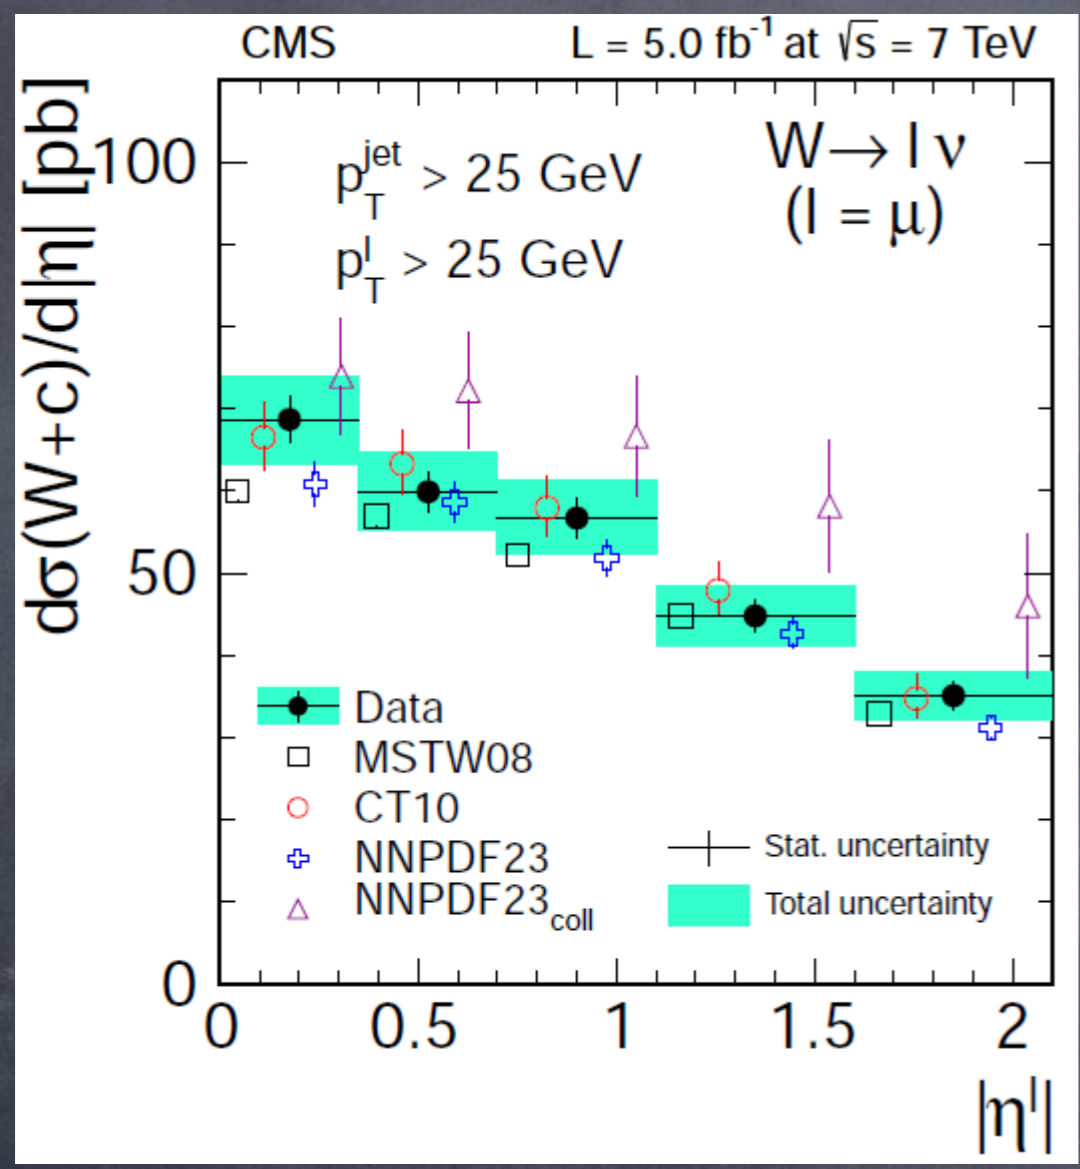 CMS L = 5.0 fb⁻¹ at √s = 7 TeV
dσ(W+c)/d|η| [pb]
100
50
0
p_T^jet > 25 GeV
p_T^l > 25 GeV
W→ l ν
(l = μ)
Data
MSTW08
CT10
NNPDF23
NNPDF23_coll
Stat. uncertainty
Total uncertainty
0 0.5 1 1.5 2
|η^l|